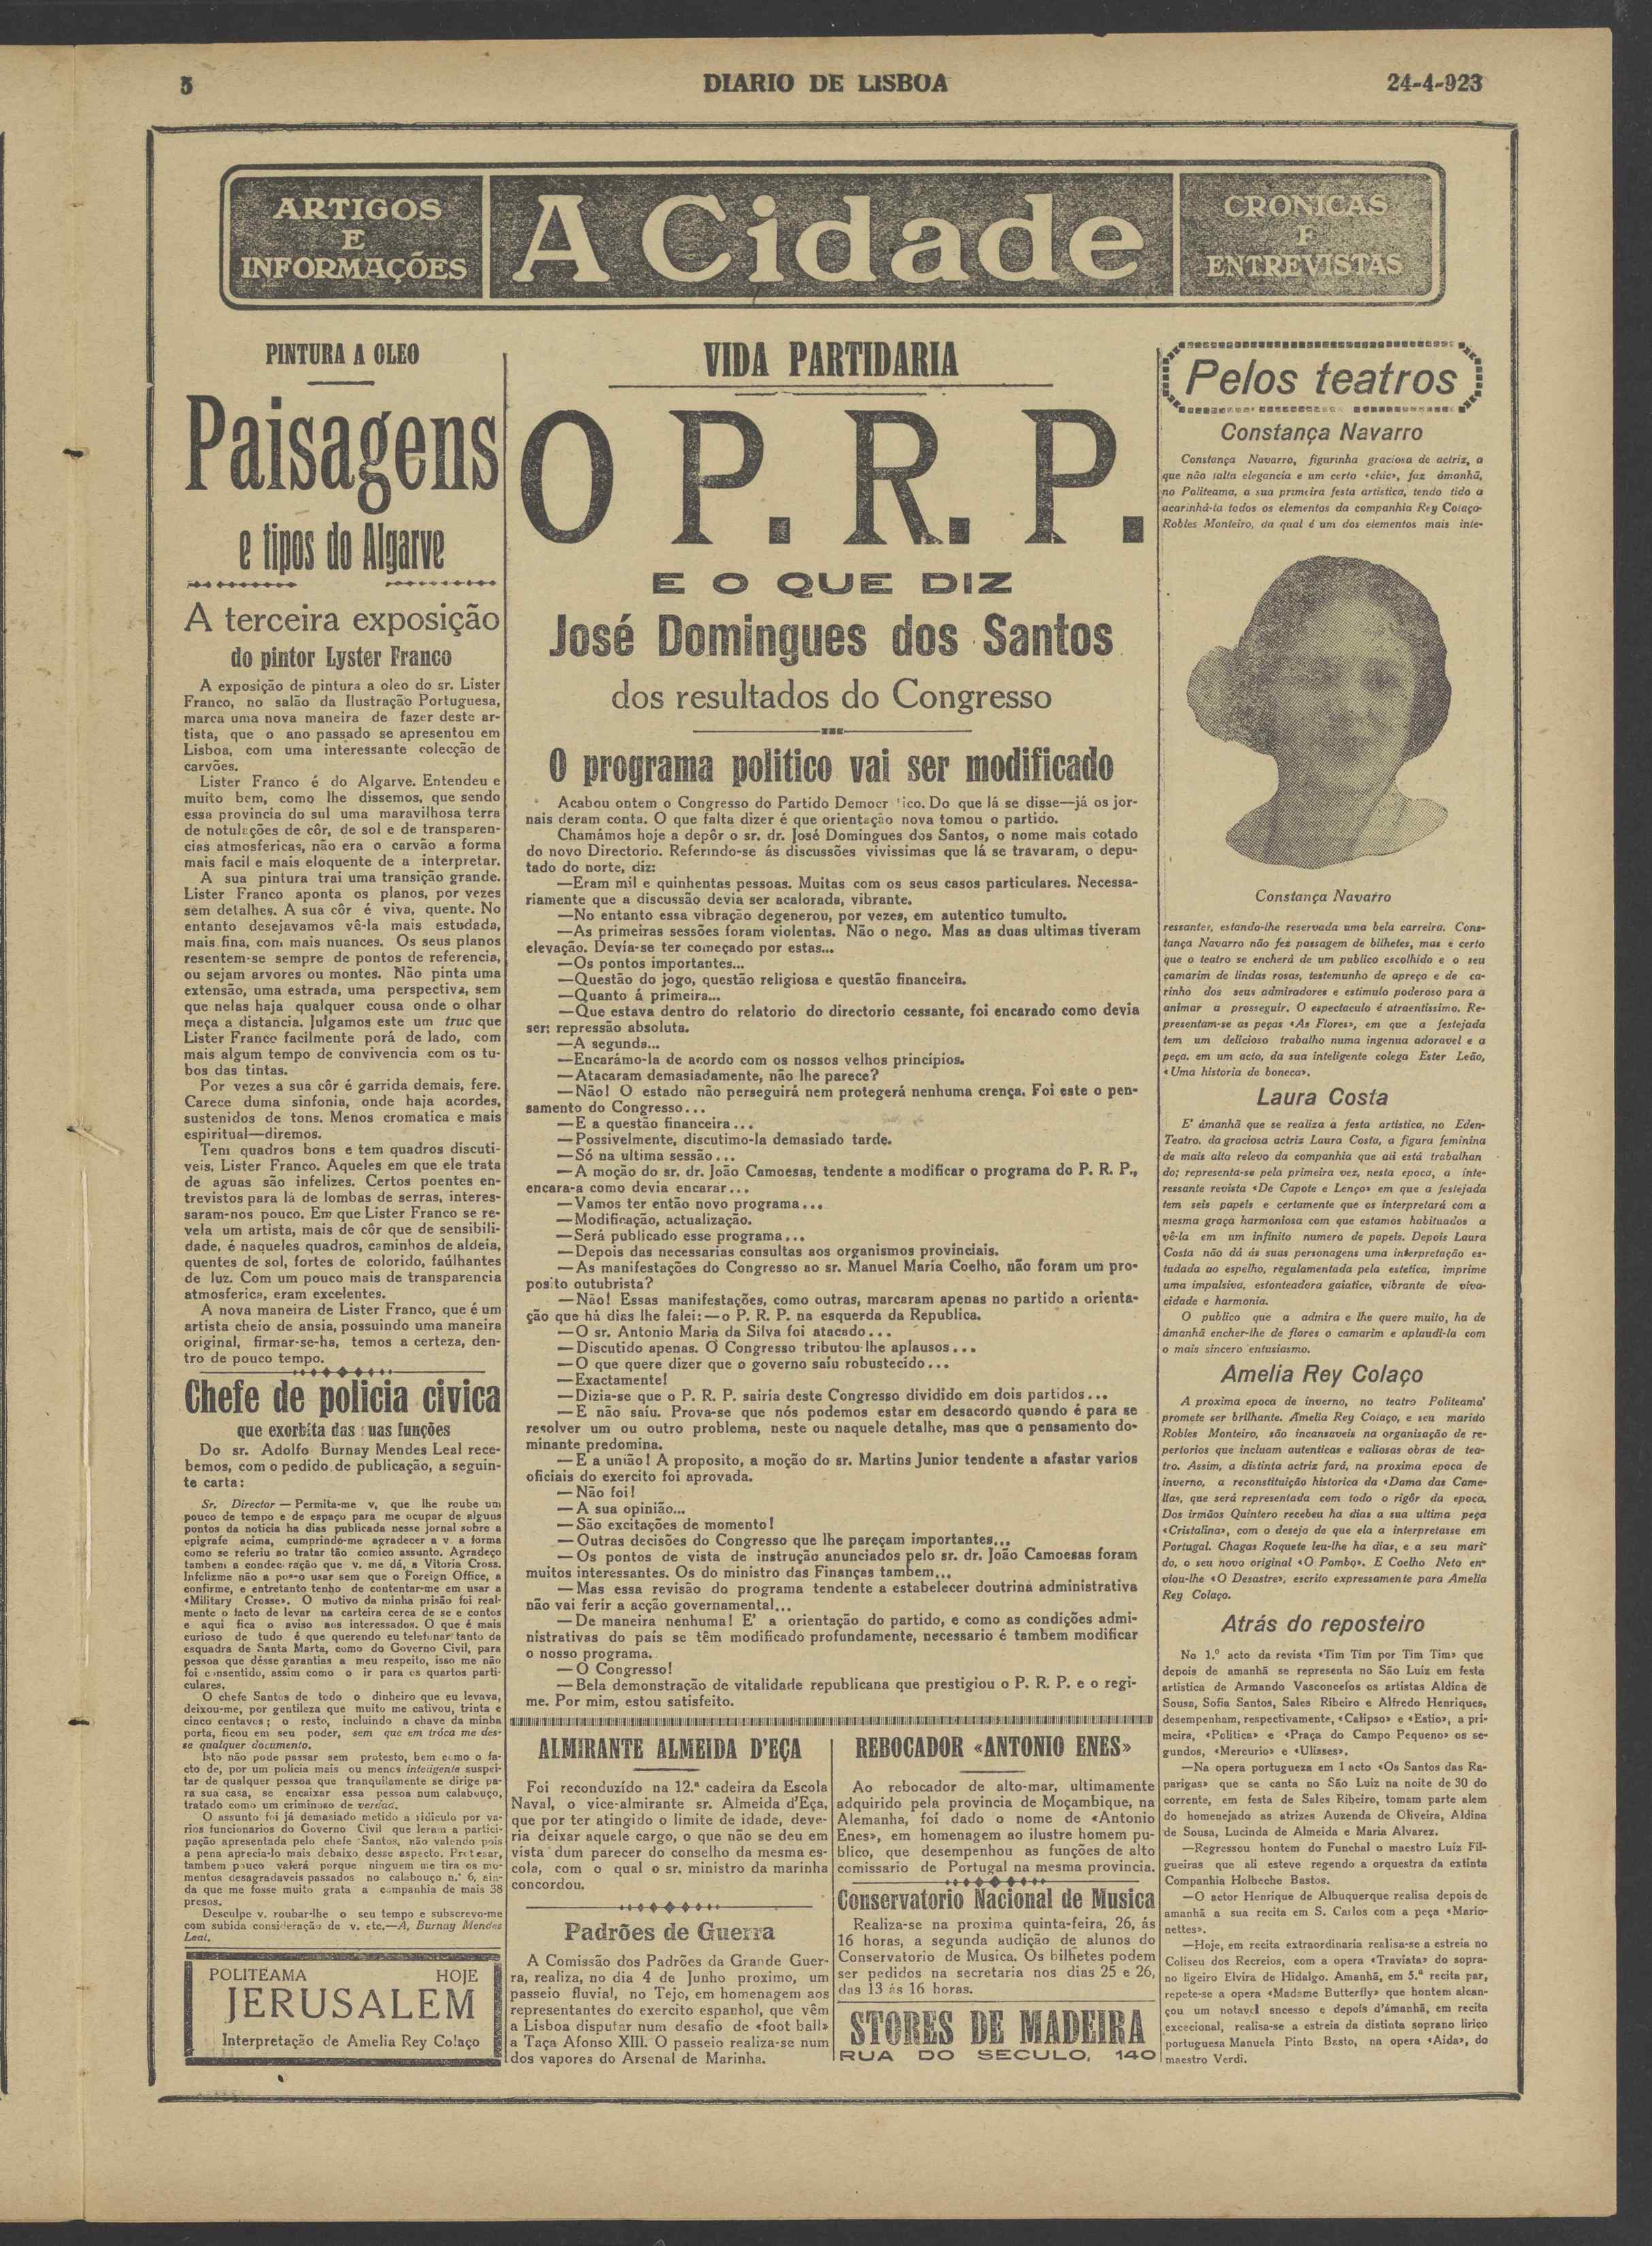 5
DIARIO DE LISBOA
24-4-923
ARTIGOS
E
INFORMAÇÕES
A Cidade
CRONICAS
E
ENTREVISTAS
PINTURA A OLEO
Paisagens
e tipos do Algarve
A terceira exposição
do pintor Lyster Franco
A exposição de pintura a oleo do sr. Lister
Franco, no salão da Ilustração Portuguesa,
marca uma nova maneira de fazer deste ar-
tista, que o ano passado se apresentou em
Lisboa, com uma interessante colecção de
carvões.
Lister Franco é do Algarve. Entendeu e
muito bem, como lhe dissemos, que sendo
essa provincia do sul uma maravilhosa terra
de notulações de côr, de sol e de transparen-
cias atmosfericas, não era o carvão a forma
mais facil e mais eloquente de a interpretar.
A sua pintura trai uma transição grande.
Lister Franco aponta os planos, por vezes
sem detalhes. A sua côr é viva, quente. No
entanto desejavamos vê-la mais estudada,
mais fina, com mais nuances. Os seus planos
resentem-se sempre de pontos de referencia,
ou sejam arvores ou montes. Não pinta uma
extensão, uma estrada, uma perspectiva, sem
que nelas haja qualquer cousa onde o olhar
meça a distancia. Julgamos este um truc que
Lister Franco facilmente porá de lado, com
mais algum tempo de convivencia com os tu-
bos das tintas.
Por vezes a sua côr é garrida demais, fere.
Carece duma sinfonia, onde haja acordes,
sustenidos de tons. Menos cromatica e mais
espiritual—diremos.
Tem quadros bons e tem quadros discuti-
veis, Lister Franco. Aqueles em que ele trata
de aguas são infelizes. Certos poentes en-
trevistos para lá de lombas de serras, interes-
saram-nos pouco. Em que Lister Franco se re-
vela um artista, mais de côr que de sensibili-
dade, é naqueles quadros, caminhos de aldeia,
quentes de sol, fortes de colorido, faúlhantes
de luz. Com um pouco mais de transparencia
atmosferica, eram excelentes.
A nova maneira de Lister Franco, que é um
artista cheio de ansia, possuindo uma maneira
original, firmar-se-ha, temos a certeza, den-
tro de pouco tempo.
Chefe de policia civica
que exorbita das suas funções
Do sr. Adolfo Burnay Mendes Leal rece-
bemos, com o pedido de publicação, a seguin-
te carta:
Sr. Director — Permita-me v. que lhe roube um
pouco de tempo e de espaço para me ocupar de alguns
pontos da noticia ha dias publicada nesse jornal sobre a
epigrafe acima, cumprindo-me agradecer a v. a forma
como se referiu ao tratar tão comico assunto. Agradeço
tambem a condecoração que v. me dá, a Vitoria Cross.
Infelizme não a posso usar sem que o Foreign Office, a
confirme, e entretanto tenho de contentar-me em usar a
«Military Crosse». O motivo da minha prisão foi real-
mente o facto de levar na carteira cerca de se e contos
e aqui fica o aviso aos interessados. O que é mais
curioso de tudo é que querendo eu telefonar tanto da
esquadra de Santa Marta, como do Governo Civil, para
pessoa que désse garantias a meu respeito, isso me não
foi consentido, assim como o ir para os quartos parti-
culares.
O chefe Santos de todo o dinheiro que eu levava,
deixou-me, por gentileza que muito me cativou, trinta e
cinco centavos; o resto, incluindo a chave da minha
porta, ficou em seu poder, sem que em tróca me des-
se qualquer documento.
Isto não pode passar sem protesto, bem como o fa-
cto de, por um policia mais ou menos inteligente suspei-
tar de qualquer pessoa que tranquilamente se dirige pa-
ra sua casa, se encaixar essa pessoa num calabouço,
tratado como um criminoso de verdad.
O assunto foi já demasiado metido a ridiculo por va-
rios funcionarios do Governo Civil que leram a partici-
pação apresentada pelo chefe Santos, não valendo pois
a pena aprecia-lo mais debaixo desse aspecto. Protesar,
tambem pouco valerá porque ninguem me tira os mo-
mentos desagradaveis passados no calabouço n.º 6, ain-
da que me fosse muito grata a companhia de mais 38
presos.
Desculpe v. roubar-lhe o seu tempo e subscrevo-me
com subida consideração de v. etc.—A. Burnay Mendes
Leal.
POLITEAMA HOJE
JERUSALEM
Interpretação de Amelia Rey Colaço
VIDA PARTIDARIA
O P. R. P.
E O QUE DIZ
José Domingues dos Santos
dos resultados do Congresso
O programa politico vai ser modificado
Acabou ontem o Congresso do Partido Democr ico. Do que lá se disse—já os jor-
nais deram conta. O que falta dizer é que orientação nova tomou o partido.
Chamámos hoje a depôr o sr. dr. José Domingues dos Santos, o nome mais cotado
do novo Directorio. Referindo-se ás discussões vivissimas que lá se travaram, o depu-
tado do norte, diz:
—Eram mil e quinhentas pessoas. Muitas com os seus casos particulares. Necessa-
riamente que a discussão devia ser acalorada, vibrante.
—No entanto essa vibração degenerou, por vezes, em autentico tumulto.
—As primeiras sessões foram violentas. Não o nego. Mas as duas ultimas tiveram
elevação. Devia-se ter começado por estas...
—Os pontos importantes...
—Questão do jogo, questão religiosa e questão financeira.
—Quanto á primeira...
—Que estava dentro do relatorio do directorio cessante, foi encarado como devia
ser: repressão absoluta.
—A segunda...
—Encarámo-la de acordo com os nossos velhos principios.
—Atacaram demasiadamente, não lhe parece?
—Não! O estado não perseguirá nem protegerá nenhuma crença. Foi este o pen-
samento do Congresso...
—E a questão financeira...
—Possivelmente, discutimo-la demasiado tarde.
—Só na ultima sessão...
—A moção do sr. dr. João Camoesas, tendente a modificar o programa do P. R. P.,
encara-a como devia encarar...
—Vamos ter então novo programa...
—Modificação, actualização.
—Será publicado esse programa...
—Depois das necessarias consultas aos organismos provinciais.
—As manifestações do Congresso ao sr. Manuel Maria Coelho, não foram um pro-
posito outubrista?
—Não! Essas manifestações, como outras, marcaram apenas no partido a orienta-
ção que há dias lhe falei:—o P. R. P. na esquerda da Republica.
—O sr. Antonio Maria da Silva foi atacado...
—Discutido apenas. O Congresso tributou-lhe aplausos...
—O que quere dizer que o governo saíu robustecido...
—Exactamente!
—Dizia-se que o P. R. P. sairia deste Congresso dividido em dois partidos...
—E não saiu. Prova-se que nós podemos estar em desacordo quando é para se
resolver um ou outro problema, neste ou naquele detalhe, mas que o pensamento do-
minante predomina.
—E a união! A proposito, a moção do sr. Martins Junior tendente a afastar varios
oficiais do exercito foi aprovada.
—Não foi!
—A sua opinião...
—São excitações de momento!
—Outras decisões do Congresso que lhe pareçam importantes...
—Os pontos de vista de instrução anunciados pelo sr. dr. João Camoesas foram
muitos interessantes. Os do ministro das Finanças tambem...
—Mas essa revisão do programa tendente a estabelecer doutrina administrativa
não vai ferir a acção governamental...
—De maneira nenhuma! E' a orientação do partido, e como as condições admi-
nistrativas do país se têm modificado profundamente, necessario é tambem modificar
o nosso programa.
—O Congresso!
—Bela demonstração de vitalidade republicana que prestigiou o P. R. P. e o regi-
me. Por mim, estou satisfeito.
ALMIRANTE ALMEIDA D'EÇA
Foi reconduzido na 12.ª cadeira da Escola
Naval, o vice-almirante sr. Almeida d'Eça,
que por ter atingido o limite de idade, deve-
ria deixar aquele cargo, o que não se deu em
vista dum parecer do conselho da mesma es-
cola, com o qual o sr. ministro da marinha
concordou.
Padrões de Guerra
A Comissão dos Padrões da Grande Guer-
ra, realiza, no dia 4 de Junho proximo, um
passeio fluvial, no Tejo, em homenagem aos
representantes do exercito espanhol, que vêm
a Lisboa disputar num desafio de «foot ball»
a Taça Afonso XIII. O passeio realiza-se num
dos vapores do Arsenal de Marinha.
REBOCADOR «ANTONIO ENES»
Ao rebocador de alto-mar, ultimamente
adquirido pela provincia de Moçambique, na
Alemanha, foi dado o nome de «Antonio
Enes», em homenagem ao ilustre homem pu-
blico, que desempenhou as funções de alto
comissario de Portugal na mesma provincia.
Conservatorio Nacional de Musica
Realiza-se na proxima quinta-feira, 26, ás
16 horas, a segunda audição de alunos do
Conservatorio de Musica. Os bilhetes podem
ser pedidos na secretaria nos dias 25 e 26,
das 13 ás 16 horas.
STORES DE MADEIRA
RUA DO SECULO, 140
Pelos teatros
Constança Navarro
Constança Navarro, figurinha graciosa de actriz, a
que não falta elegancia e um certo «chic», faz ámanhã,
no Politeama, a sua primeira festa artistica, tendo tido a
acarinhá-la todos os elementos da companhia Rey Colaço-
Robles Monteiro, da qual é um dos elementos mais inte-
Constança Navarro
ressantes, estando-lhe reservada uma bela carreira. Cons-
tança Navarro não fez passagem de bilhetes, mas é certo
que o teatro se encherá de um publico escolhido e o seu
camarim de lindas rosas, testemunho de apreço e de ca-
rinho dos seus admiradores e estimulo poderoso para a
animar a prosseguir. O espectaculo é atraentissimo. Re-
presentam-se as peças «As Flores», em que a festejada
tem um delicioso trabalho numa ingenua adoravel e a
peça, em um acto, da sua inteligente colega Ester Leão,
«Uma historia de boneca».
Laura Costa
E' ámanhã que se realiza a festa artistica, no Eden-
Teatro, da graciosa actriz Laura Costa, a figura feminina
de mais alto relevo da companhia que ali está trabalhan
do; representa-se pela primeira vez, nesta epoca, a inte-
ressante revista «De Capote e Lenço» em que a festejada
tem seis papeis e certamente que os interpretará com a
mesma graça harmoniosa com que estamos habituados a
vê-la em um infinito numero de papeis. Depois Laura
Costa não dá ás suas personagens uma interpretação es-
tudada ao espelho, regulamentada pela estetica, imprime
uma impulsiva, estonteadora gaiatice, vibrante de viva-
cidade e harmonia.
O publico que a admira e lhe quere muito, ha de
ámanhã encher-lhe de flores o camarim e aplaudi-la com
o mais sincero entusiasmo.
Amelia Rey Colaço
A proxima epoca de inverno, no teatro Politeama
promete ser brilhante. Amelia Rey Colaço, e seu marido
Robles Monteiro, são incansaveis na organisação de re-
pertorios que incluam autenticas e valiosas obras de tea-
tro. Assim, a distinta actriz fará, na proxima epoca de
inverno, a reconstituição historica da «Dama das Came-
lias, que será representada com todo o rigôr da epoca.
Dos irmãos Quintero recebeu ha dias a sua ultima peça
«Cristalina», com o desejo de que ela a interpretasse em
Portugal. Chagas Roquete leu-lhe ha dias, e a seu mari-
do, o seu novo original «O Pombo». E Coelho Neto en-
viou-lhe «O Desastre», escrito expressamente para Amelia
Rey Colaço.
Atrás do reposteiro
No 1.º acto da revista «Tim Tim por Tim Tim» que
depois de amanhã se representa no São Luiz em festa
artistica de Armando Vasconcelos os artistas Aldina de
Sousa, Sofia Santos, Sales Ribeiro e Alfredo Henriques,
desempenham, respectivamente, «Calipso» e «Estio», a pri-
meira, «Politica» e «Praça do Campo Pequeno» os se-
gundos, «Mercurio» e «Ulisses».
—Na opera portugueza em 1 acto «Os Santos das Ra-
parigas» que se canta no São Luiz na noite de 30 do
corrente, em festa de Sales Ribeiro, tomam parte alem
do homenejado as atrizes Auzenda de Oliveira, Aldina
de Sousa, Lucinda de Almeida e Maria Alvarez.
—Regressou hontem do Funchal o maestro Luiz Fil-
gueiras que ali esteve regendo a orquestra da extinta
Companhia Holbeche Bastos.
—O actor Henrique de Albuquerque realisa depois de
amanhã a sua recita em S. Carlos com a peça «Mario-
nettes».
—Hoje, em recita extraordinaria realisa-se a estreia no
Coliseu dos Recreios, com a opera «Traviata» do sopra-
no ligeiro Elvira de Hidalgo. Amanhã, em 5.ª recita par,
repete-se a opera «Madame Butterfly» que hontem alcan-
çou um notavel sucesso e depois d'ámanhã, em recita
excecional, realisa-se a estreia da distinta soprano lirico
portuguesa Manuela Pinto Basto, na opera «Aida», do
maestro Verdi.